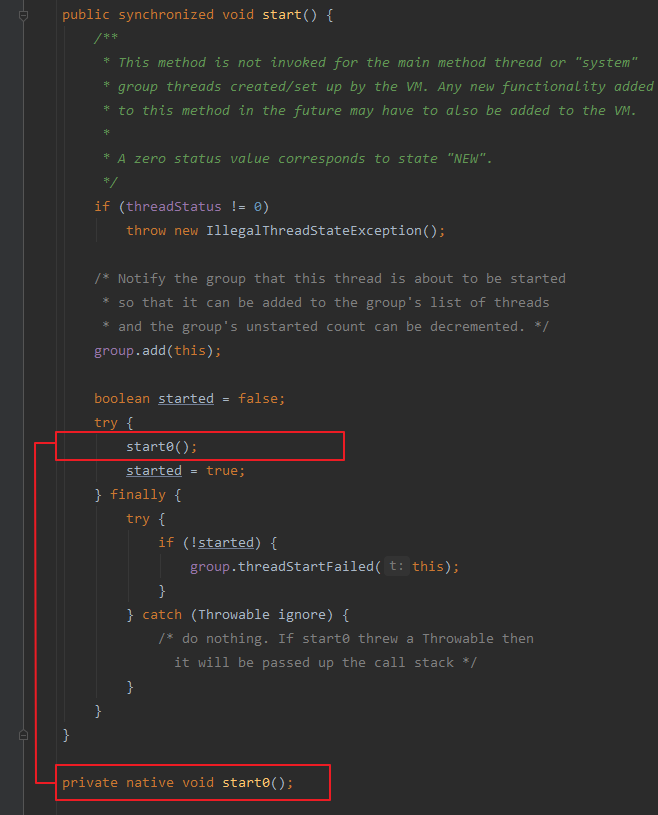 public synchronized void start() {
/**
* This method is not invoked for the main method thread or "system"
* group threads created/set up by the VM. Any new functionality added
* to this method in the future may have to also be added to the VM.
*
* A zero status value corresponds to state "NEW".
*/
if (threadStatus != 0)
throw new IllegalThreadStateException();
/* Notify the group that this thread is about to be started
* so that it can be added to the group's list of threads
* and the group's unstarted count can be decremented. */
group.add(this);
boolean started = false;
try {
start0();
started = true;
} finally {
try {
if (!started) {
group.threadStartFailed( t: this);
}
} catch (Throwable ignore) {
/* do nothing. If start0 threw a Throwable then
it will be passed up the call stack */
}
}
}
private native void start0();